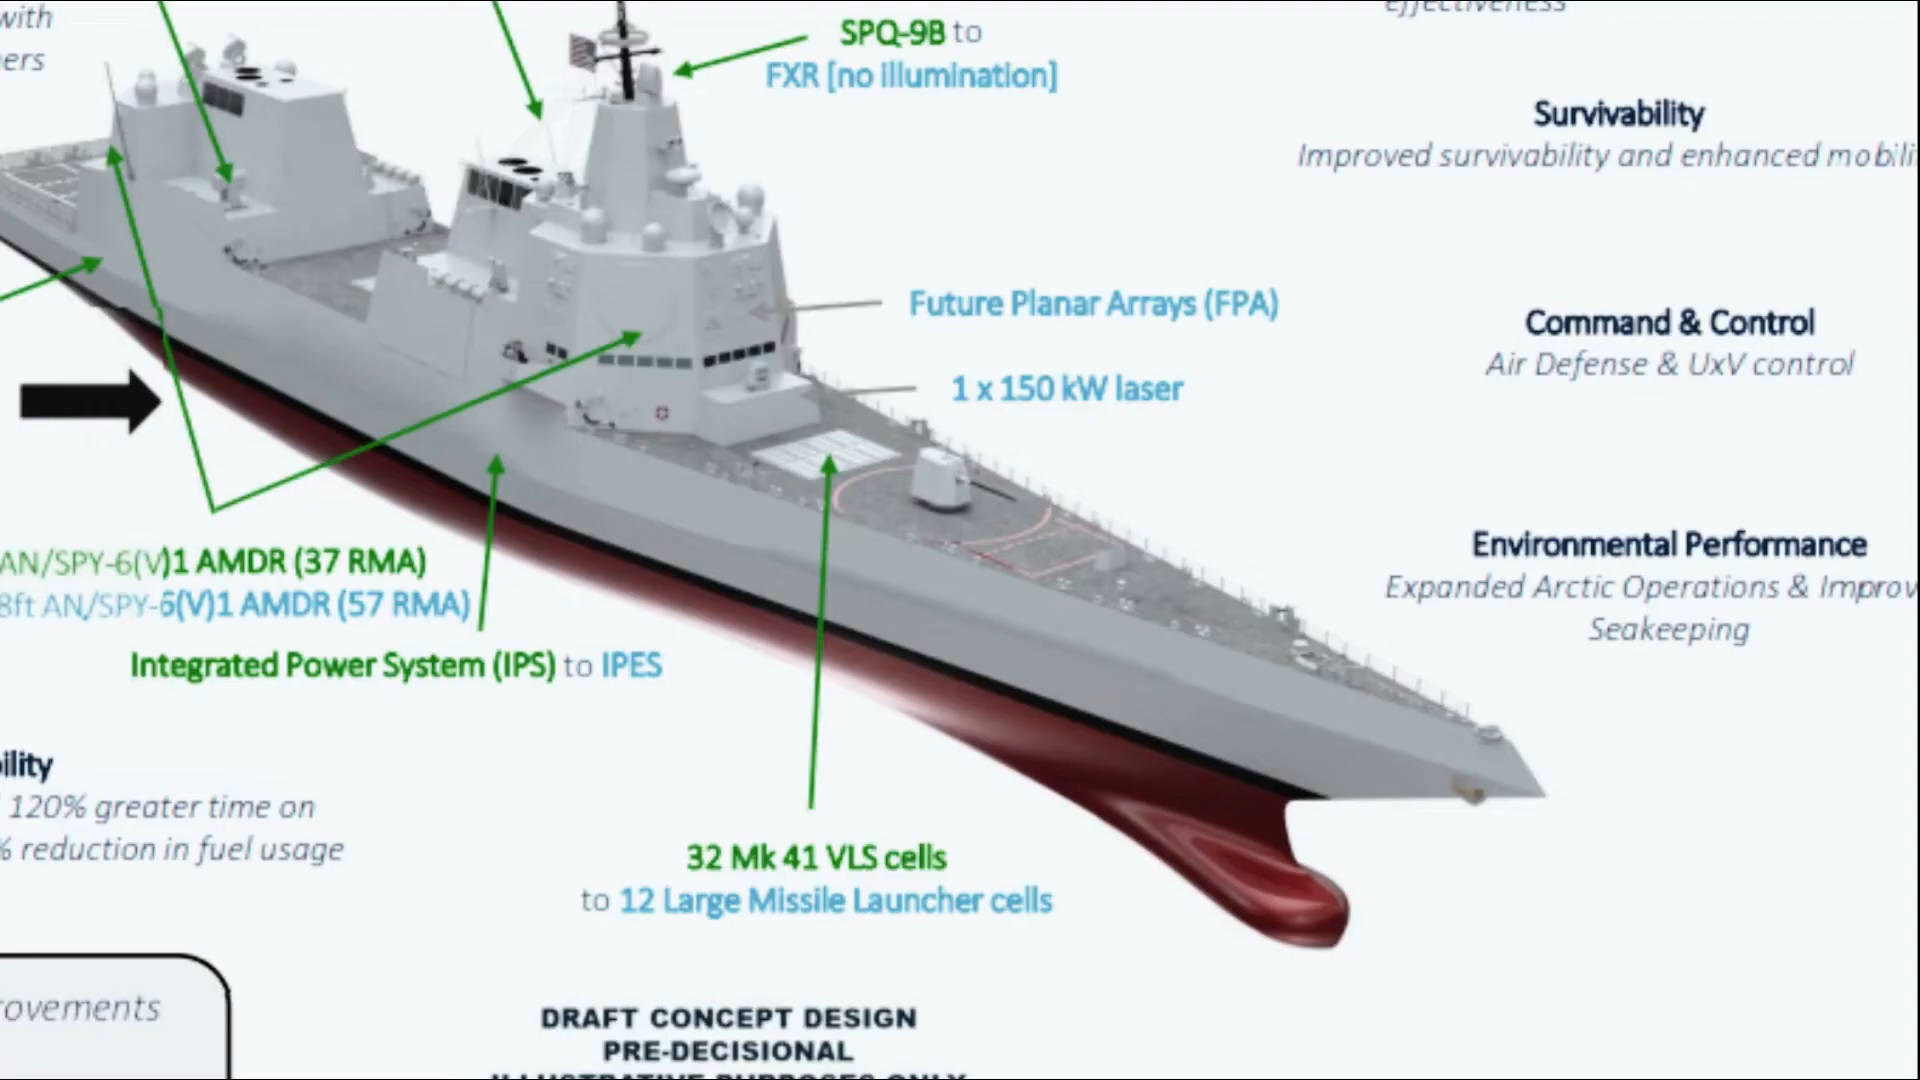 with
ers
SPQ-9B to
FXR [no illumination]
effectiveness
Survivability
Improved survivability and enhanced mobili
Future Planar Arrays (FPA)
1 x 150 kW laser
Command & Control
Air Defense & UxV control
AN/SPY-6(V)1 AMDR (37 RMA)
8ft AN/SPY-6(V)1 AMDR (57 RMA)
Integrated Power System (IPS) to IPES
Environmental Performance
Expanded Arctic Operations & Improv
Seakeeping
ility
120% greater time on
% reduction in fuel usage
32 Mk 41 VLS cells
to 12 Large Missile Launcher cells
rovements
DRAFT CONCEPT DESIGN
PRE-DECISIONAL
ILLUSTRATIVE PURPOSES ONLY